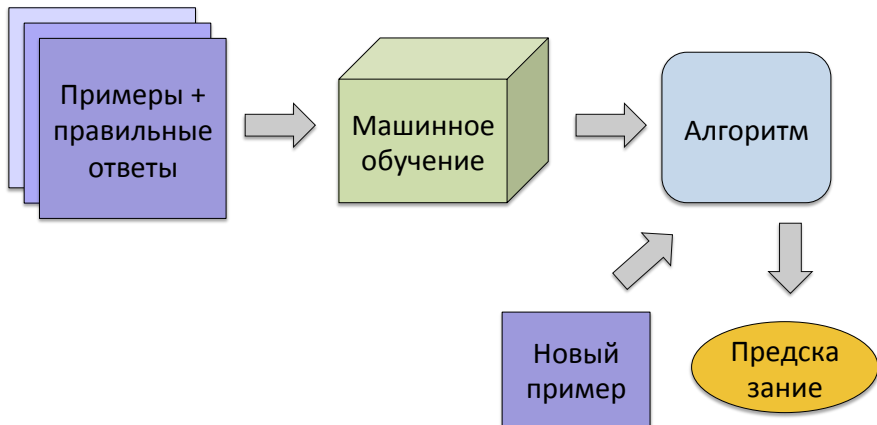 Примеры +
правильные
ответы
Машинное
обучение
Алгоритм
Новый
пример
Предска
зание